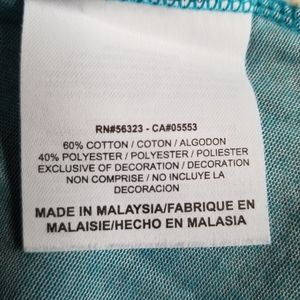 RN#56323 - CA#05553
60% COTTON / COTON / ALGODON
40% POLYESTER / POLYESTER / POLIESTER
EXCLUSIVE OF DECORATION / DECORATION
NON COMPRISE / NO INCLUYE LA
DECORACION
MADE IN MALAYSIA/FABRIQUE EN
MALAISIE/HECHO EN MALASIA